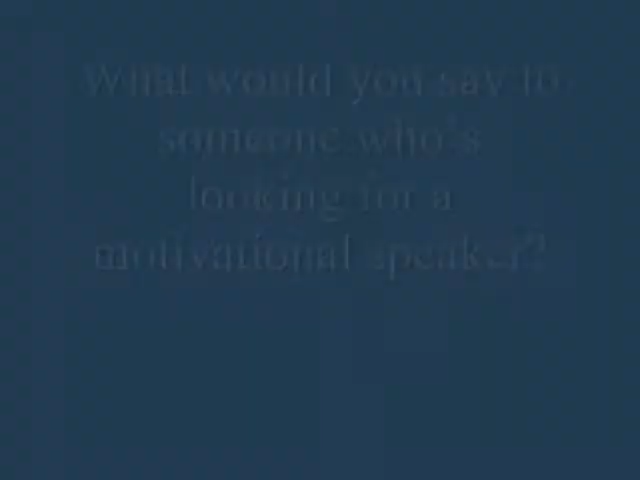 What would you say to
someone who's
looking for a
motivational speaker?